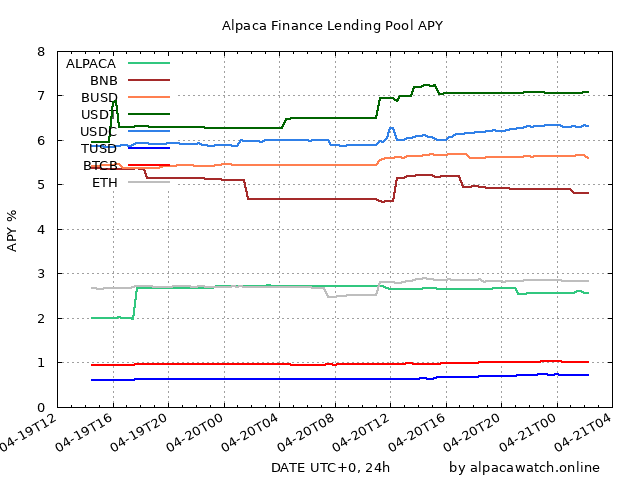 Alpaca Finance Lending Pool APY
8
7
6
5
4
3
2
1
0
APY %
ALPACA
BNB
BUSD
USDT
USDC
TUSD
BTCB
ETH
04-19T12
04-19T16
04-19T20
04-20T00
04-20T04
04-20T08
04-20T12
04-20T16
04-20T20
04-21T00
04-21T04
DATE UTC+0, 24h
by alpacawatch.online